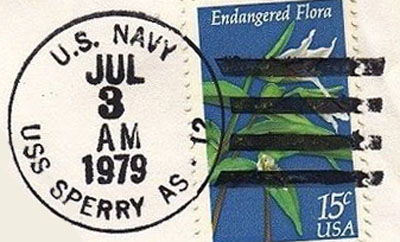 U.S. NAVY
JUL
3
AM
1979
USS SPERRY AS-12
Endangered Flora
15c
USA